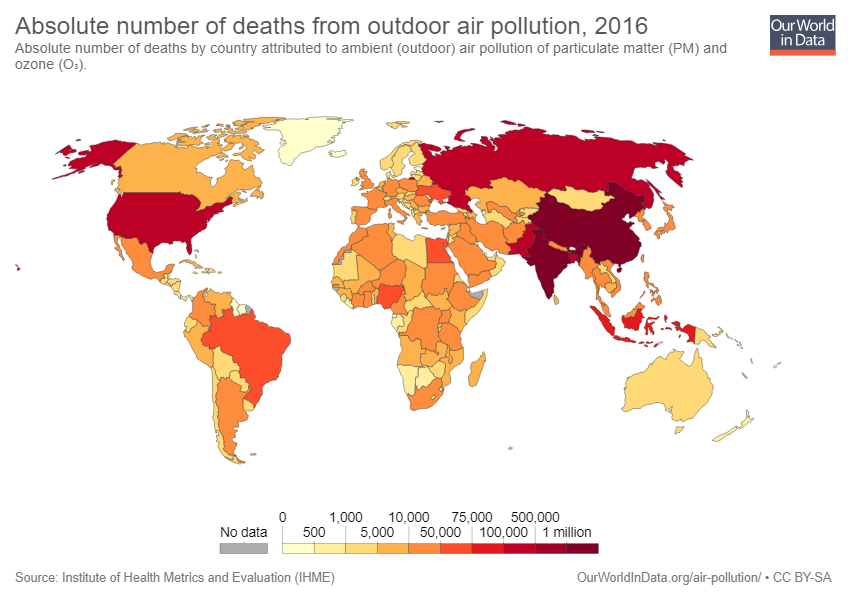 Absolute number of deaths from outdoor air pollution, 2016
Our World
in Data
Absolute number of deaths by country attributed to ambient (outdoor) air pollution of particulate matter (PM) and
ozone (O₃).
0 1,000 10,000 75,000 500,000
No data 500 5,000 50,000 100,000 1 million
Source: Institute of Health Metrics and Evaluation (IHME)
OurWorldInData.org/air-pollution/ • CC BY-SA